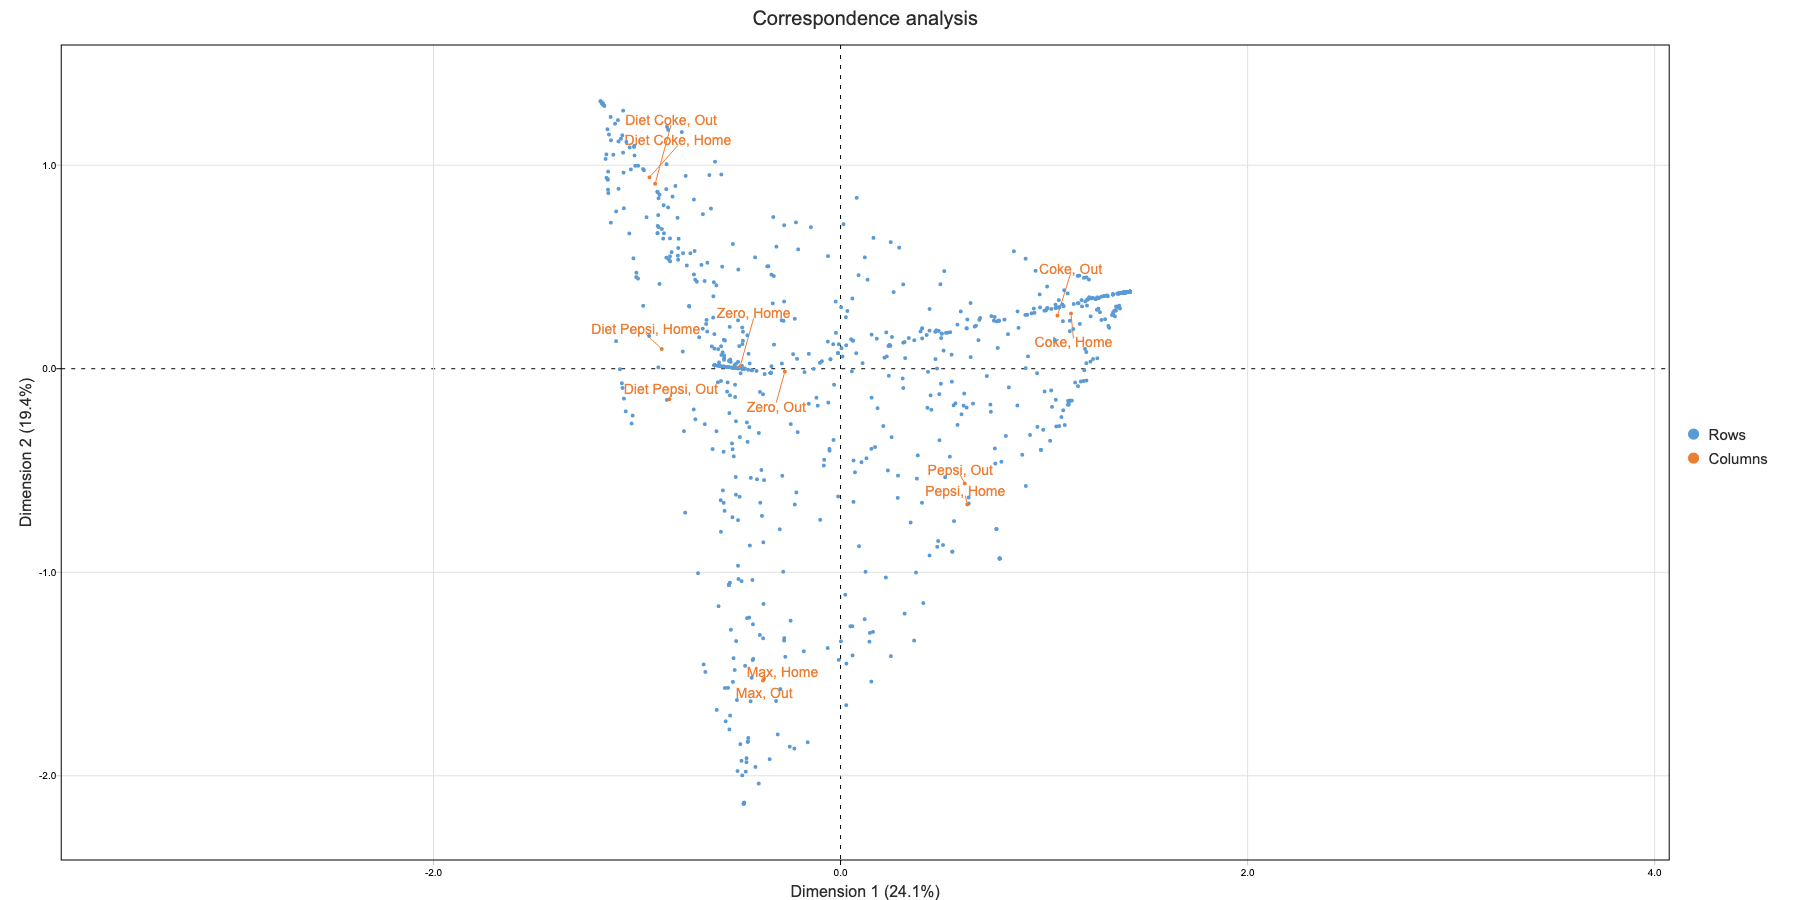 Correspondence analysis
Diet Coke, Out
Diet Coke, Home
1.0
Coke, Out
Zero, Home
Diet Pepsi, Home
Coke, Home
0.0
Diet Pepsi, Out
Zero, Out
Dimension 2 (19.4%)
Rows
Columns
Pepsi, Out
Pepsi, Home
-1.0
Max, Home
Max, Out
-2.0
-2.0
0.0
2.0
4.0
Dimension 1 (24.1%)